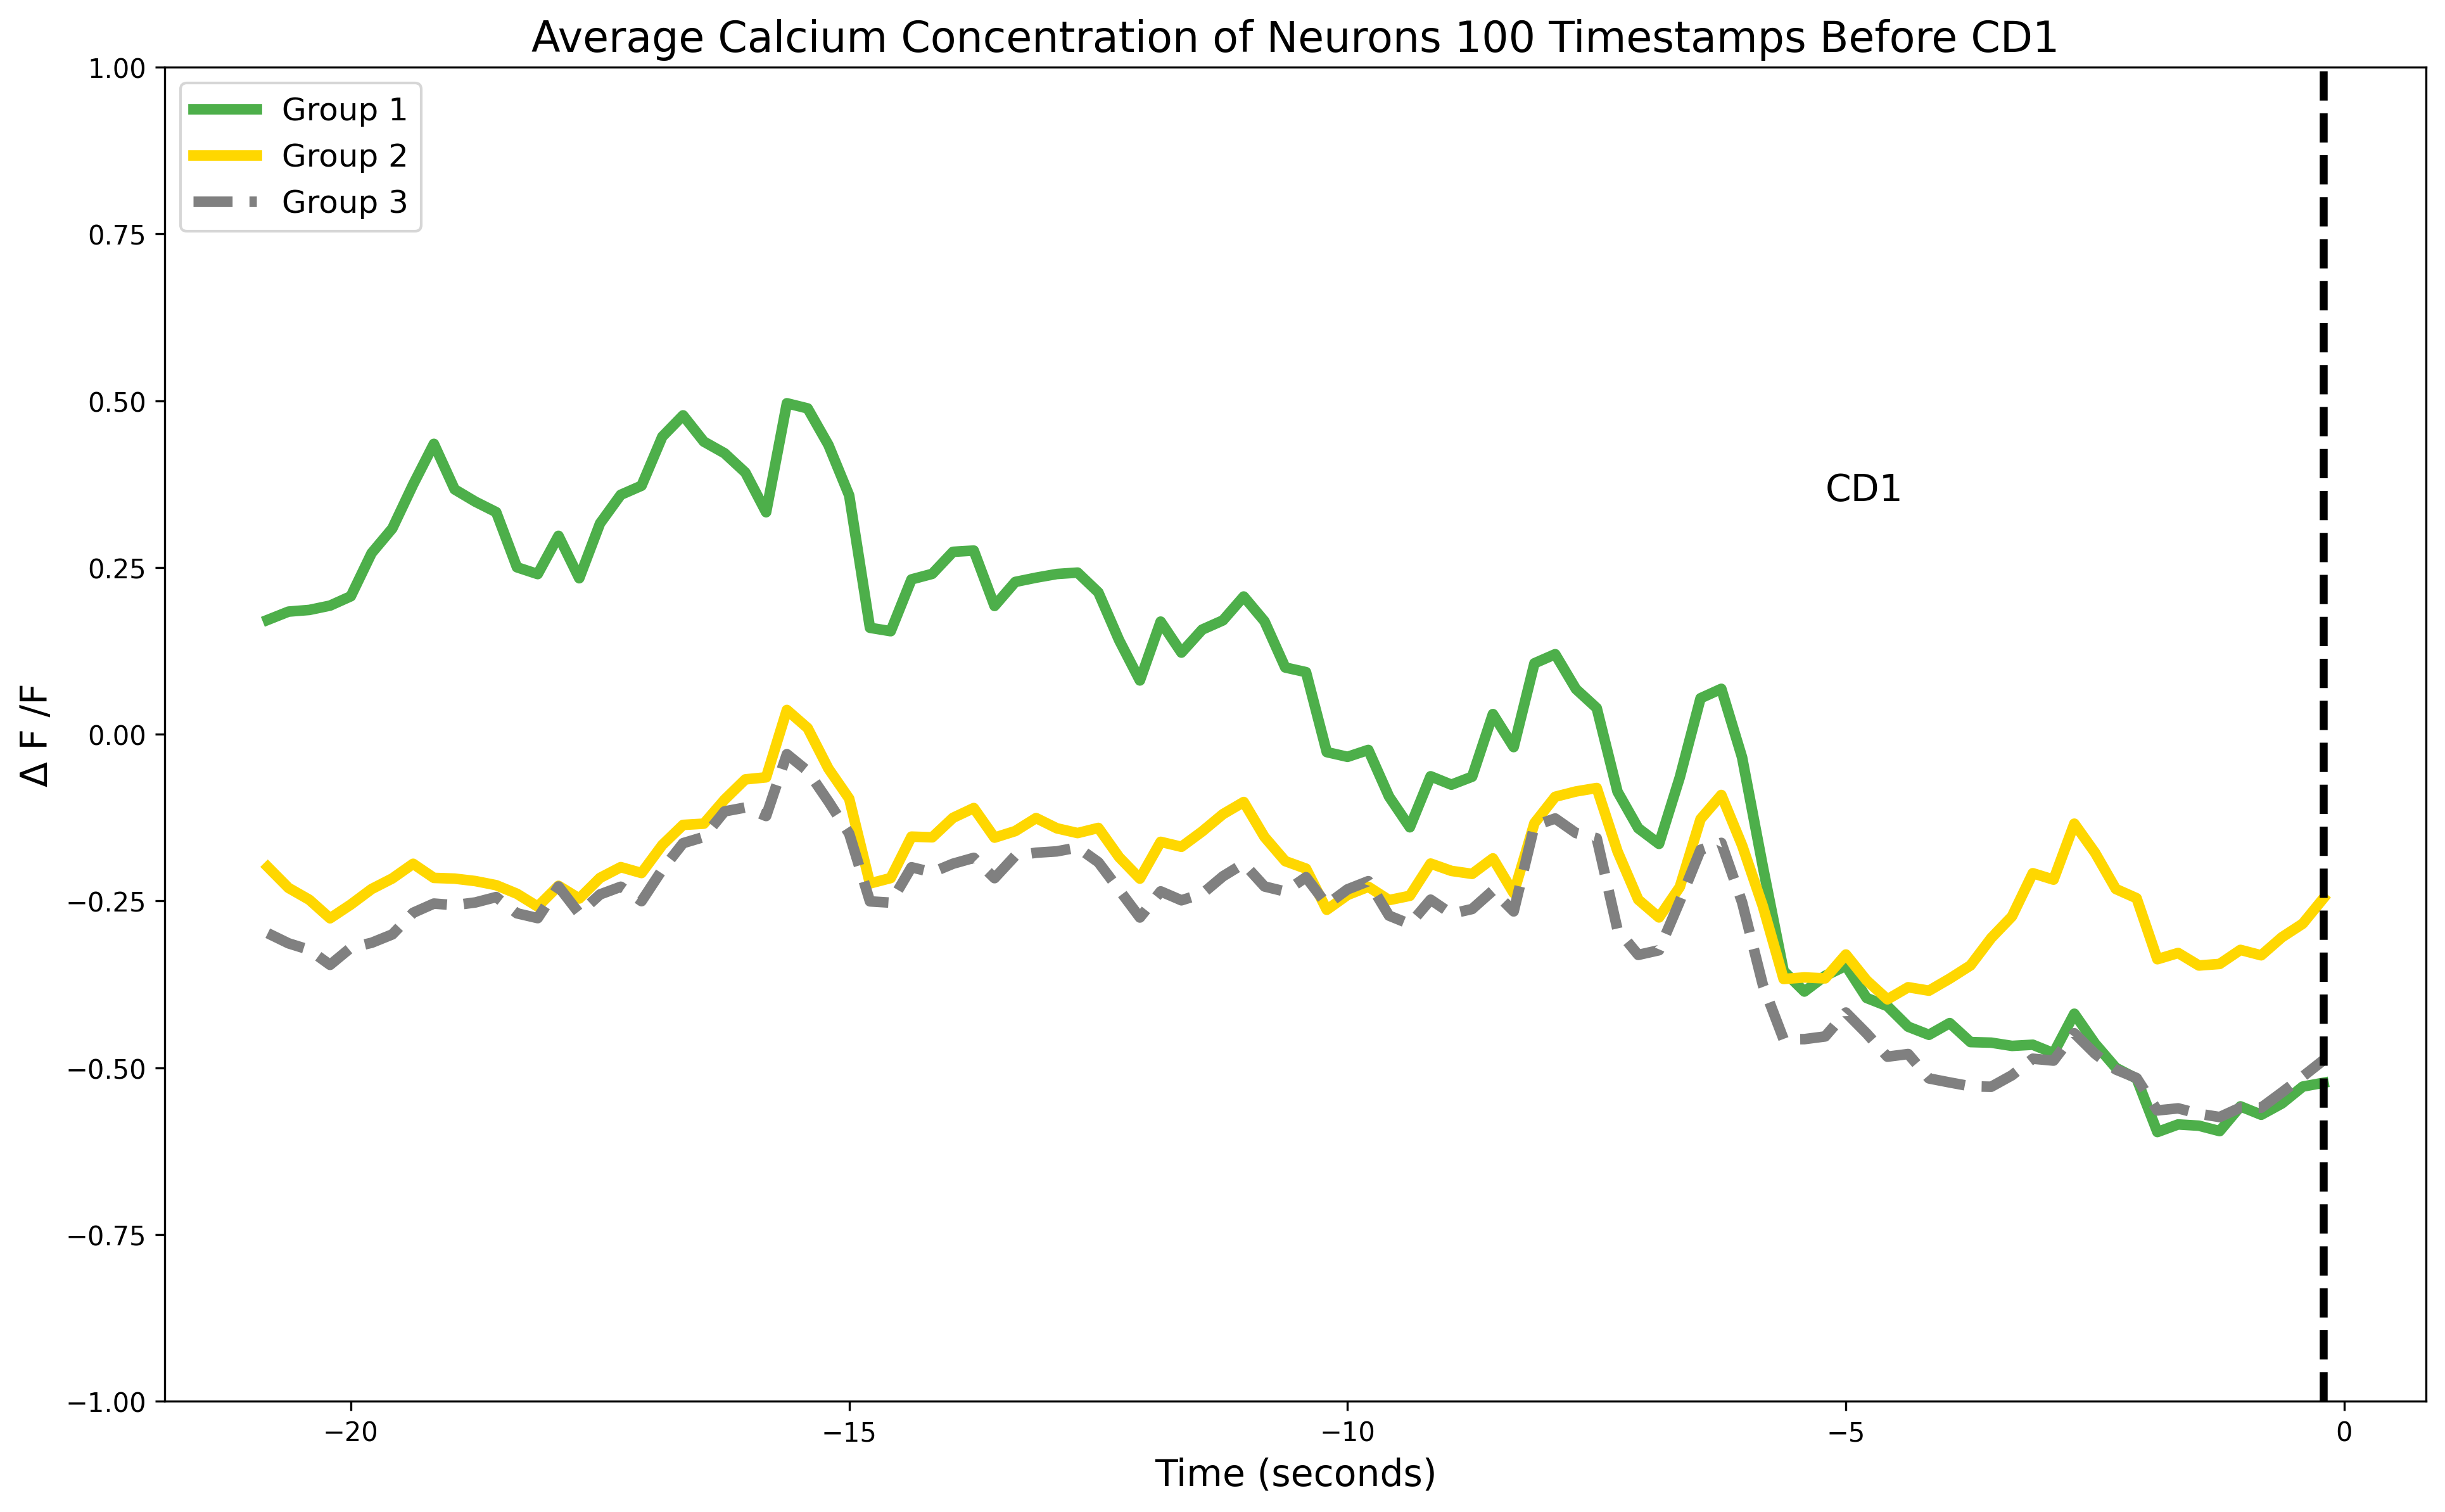 Average Calcium Concentration of Neurons 100 Timestamps Before CD1
1.00
Group 1
Group 2
Group 3
0.75
0.50
CD1
0.25
Δ F /F
0.00
−0.25
−0.50
−0.75
−1.00
−20
−15
−10
−5
0
Time (seconds)